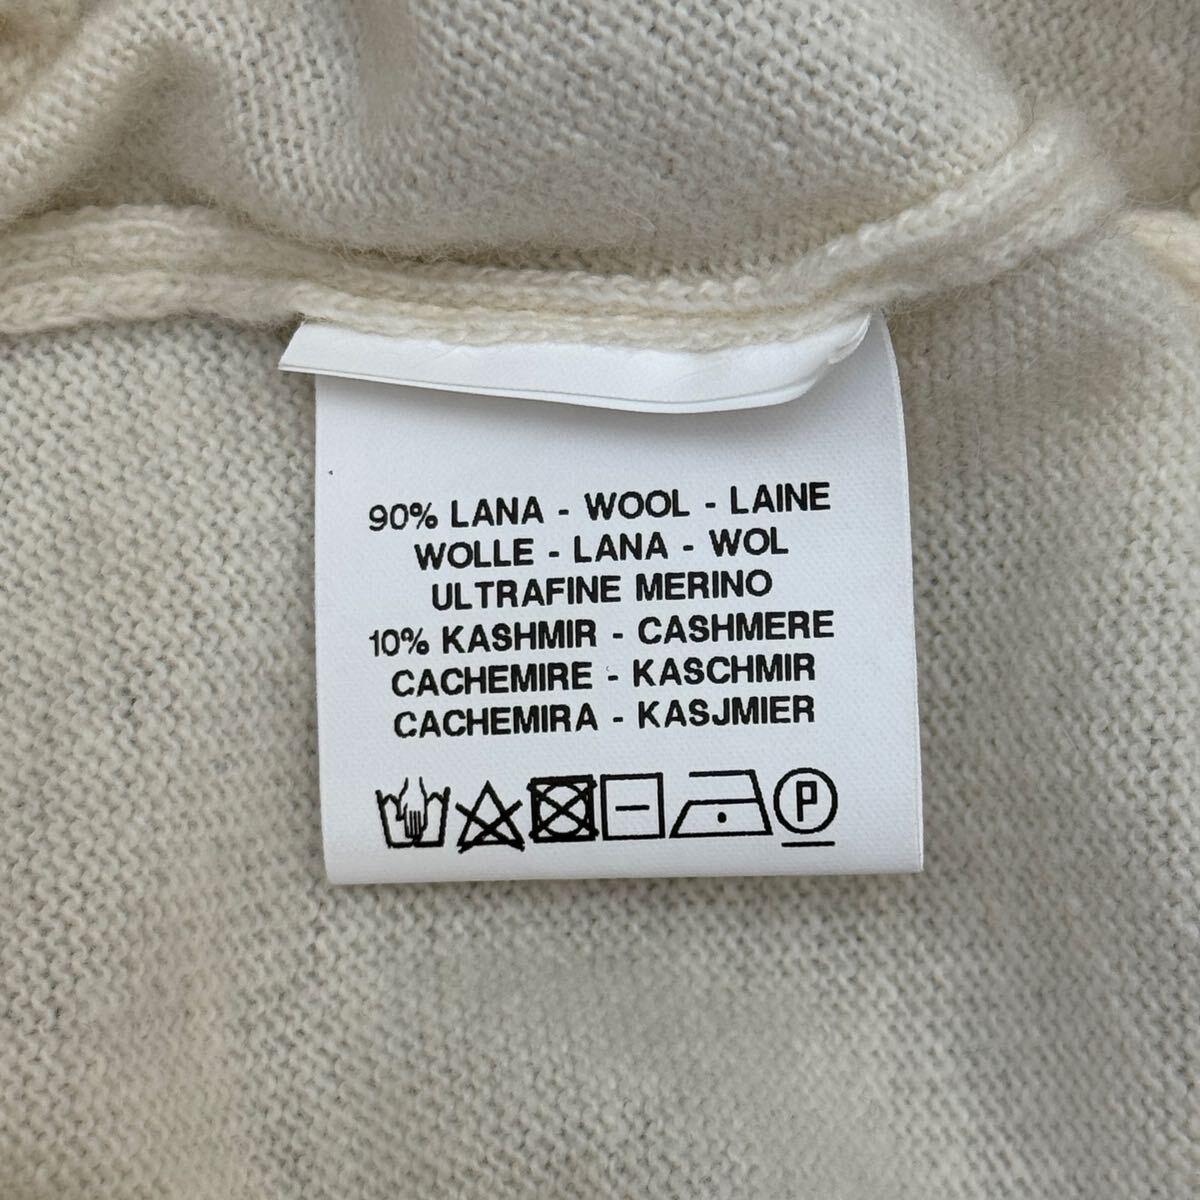 90% LANA - WOOL - LAINE
WOLLE - LANA - WOL
ULTRAFINE MERINO
10% KASHMIR - CASHMERE
CACHEMIRE - KASCHMIR
CACHEMIRA - KASJMIER
P